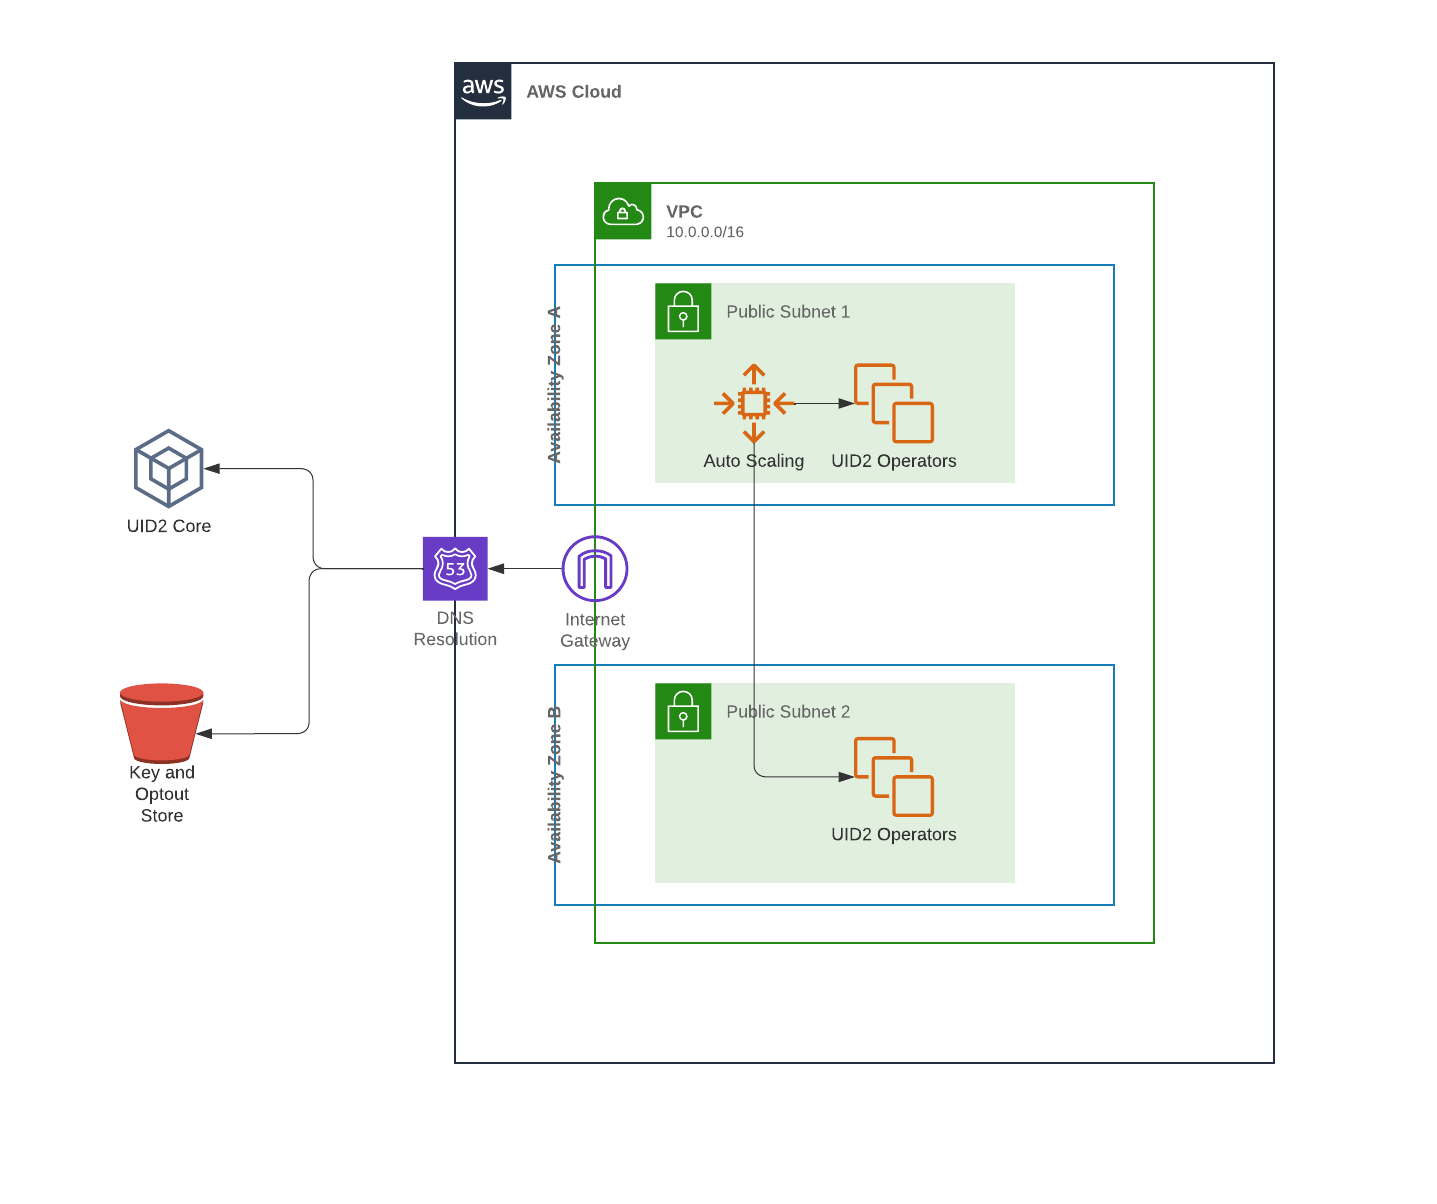 aws
AWS Cloud
VPC
10.0.0.0/16
Availability Zone A
Public Subnet 1
Auto Scaling
UID2 Operators
UID2 Core
53
DNS
Resolution
Internet
Gateway
Availability Zone B
Public Subnet 2
UID2 Operators
Key and
Optout
Store